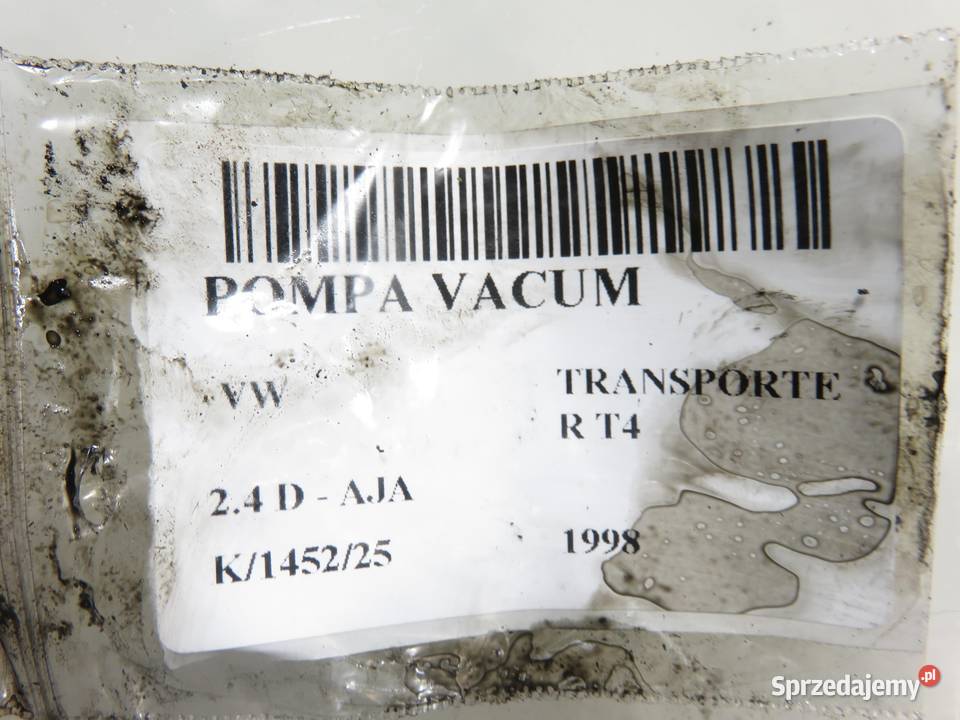 POMPA VACUM
VW
TRANSPORTE
R T4
2.4 D - AJA
K/1452/25
1998
Sprzedajemy.pl